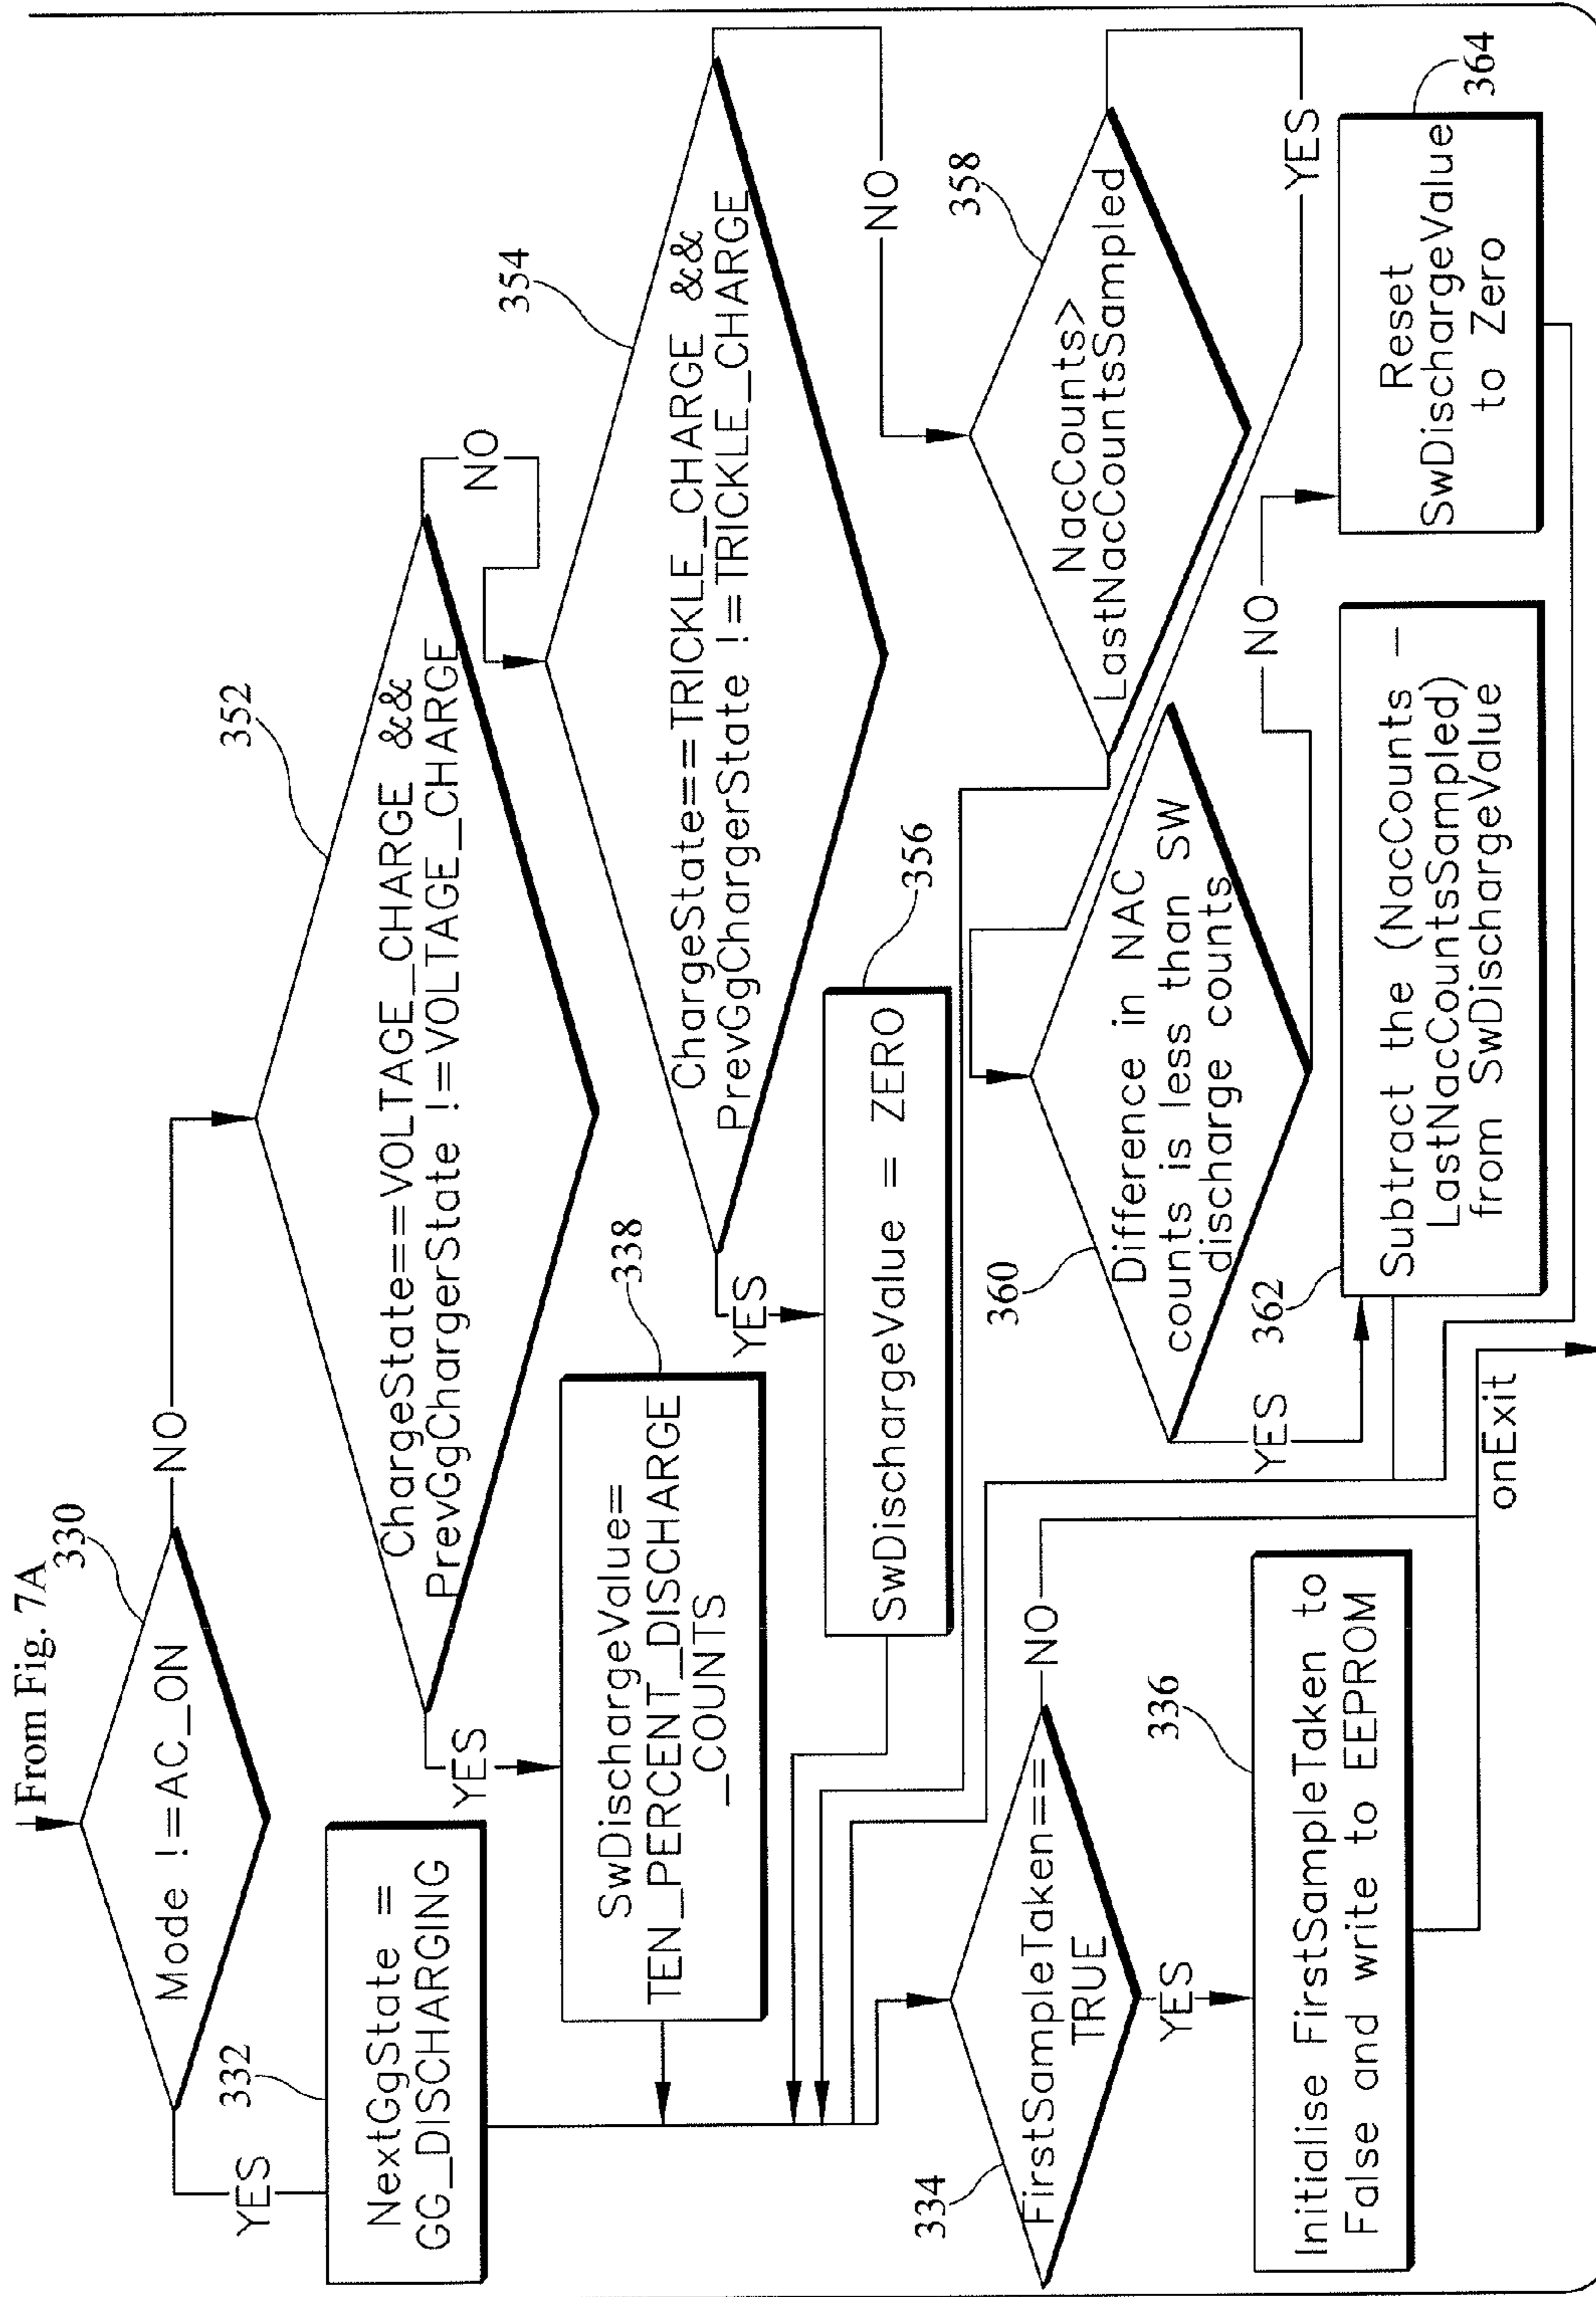 From Fig. 7A
330
Mode !=AC_ON
NO
YES
332
NextGgState =
GG_DISCHARGING
352
ChargeState==VOLTAGE_CHARGE &&
PrevGgChargerState !=VOLTAGE_CHARGE
NO
YES
338
SwDischargeValue=
TEN_PERCENT_DISCHARGE
_COUNTS
354
ChargeState==TRICKLE_CHARGE &&
PrevGgChargerState !=TRICKLE_CHARGE
NO
YES
356
SwDischargeValue = ZERO
358
NacCounts>
LastNacCountsSampled
YES
360
Difference in NAC
counts is less than SW
discharge counts
NO
YES
362
Subtract the (NacCounts –
LastNacCountsSampled)
from SwDischargeValue
364
Reset
SwDischargeValue
to Zero
334
FirstSampleTaken==
TRUE
NO
YES
336
Initialise FirstSampleTaken to
False and write to EEPROM
onExit